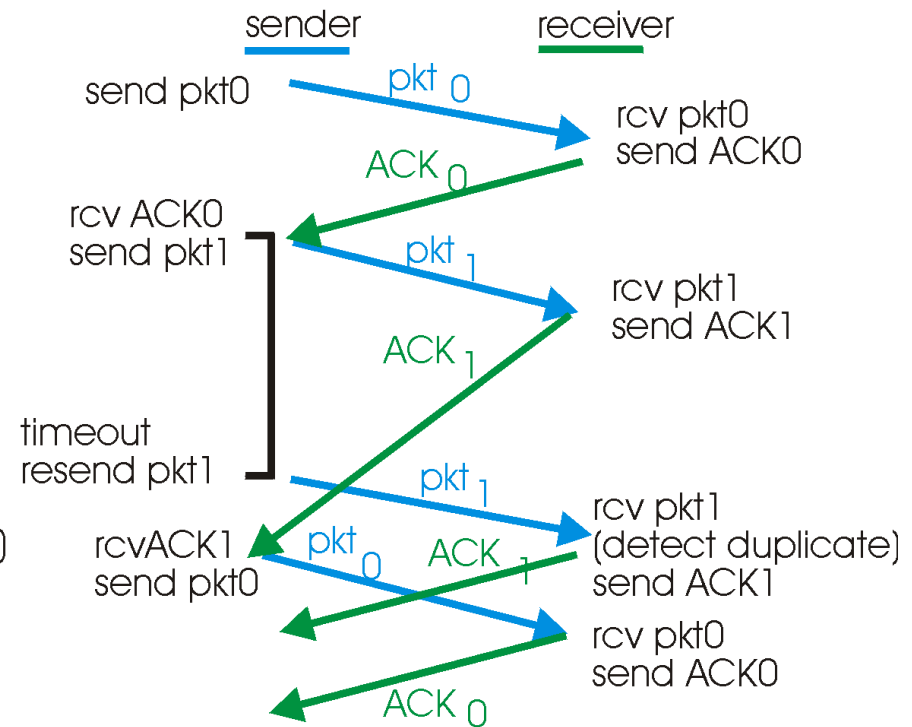 sender
receiver
send pkt0
pkt 0
rcv pkt0
send ACK0
ACK 0
rcv ACK0
send pkt1
pkt 1
rcv pkt1
send ACK1
ACK 1
timeout
resend pkt1
pkt 1
rcv pkt1
(detect duplicate)
send ACK1
rcvACK1
send pkt0
pkt 0
ACK 1
rcv pkt0
send ACK0
ACK 0